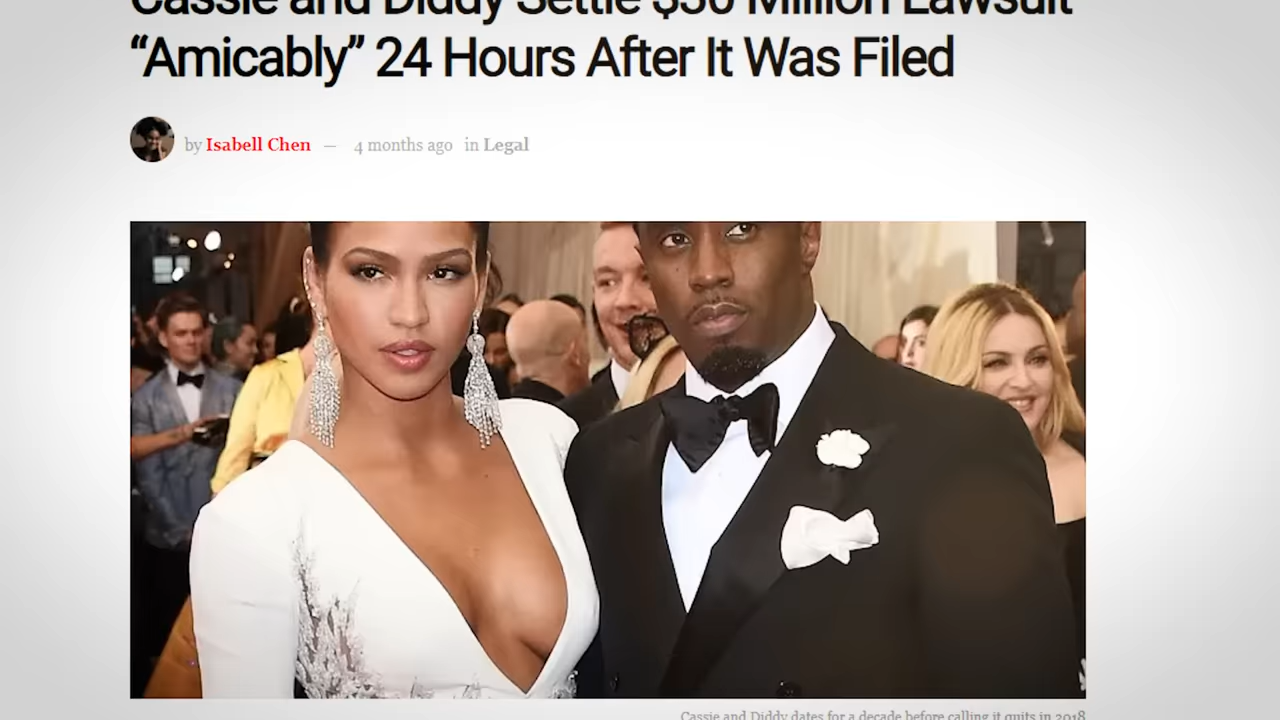 Cassie and Diddy Settle $30 Million Lawsuit
“Amicably” 24 Hours After It Was Filed
by Isabell Chen — 4 months ago in Legal
Cassie and Diddy dates for a decade before calling it quits in 2018